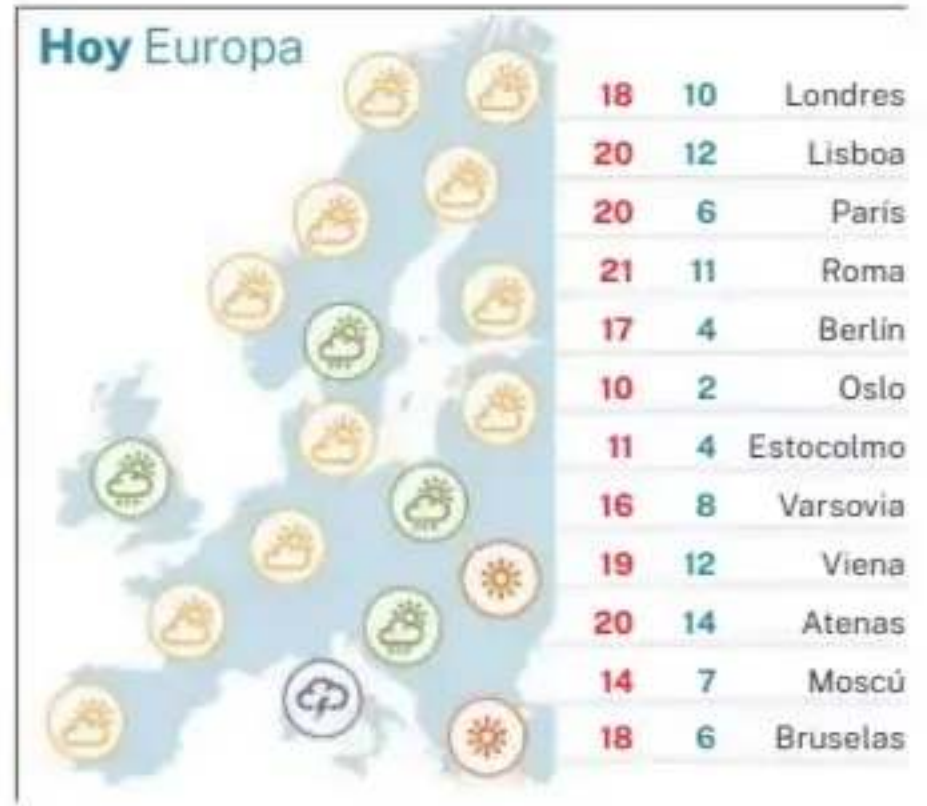 Hoy Europa
18 10 Londres
20 12 Lisboa
20 6 París
21 11 Roma
17 4 Berlín
10 2 Oslo
11 4 Estocolmo
16 8 Varsovia
19 12 Viena
20 14 Atenas
14 7 Moscú
18 6 Bruselas